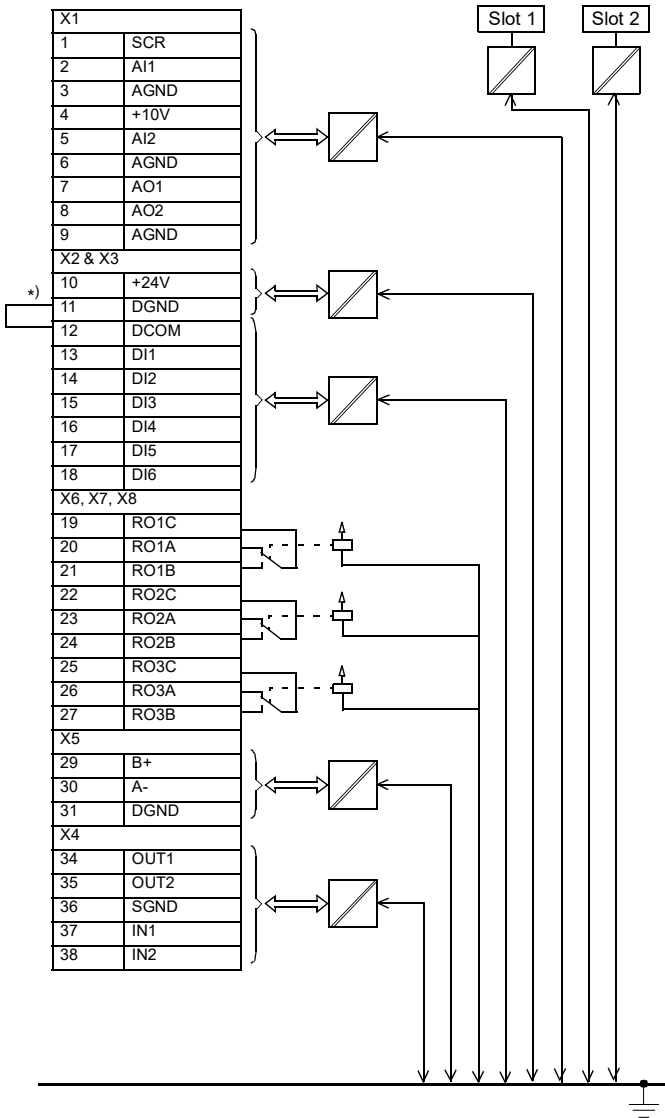 Slot 1 Slot 2
X1
1 SCR
2 AI1
3 AGND
4 +10V
5 AI2
6 AGND
7 AO1
8 AO2
9 AGND
X2 & X3
10 +24V
*)
11 DGND
12 DCOM
13 DI1
14 DI2
15 DI3
16 DI4
17 DI5
18 DI6
X6, X7, X8
19 RO1C
20 RO1A
21 RO1B
22 RO2C
23 RO2A
24 RO2B
25 RO3C
26 RO3A
27 RO3B
X5
29 B+
30 A-
31 DGND
X4
34 OUT1
35 OUT2
36 SGND
37 IN1
38 IN2